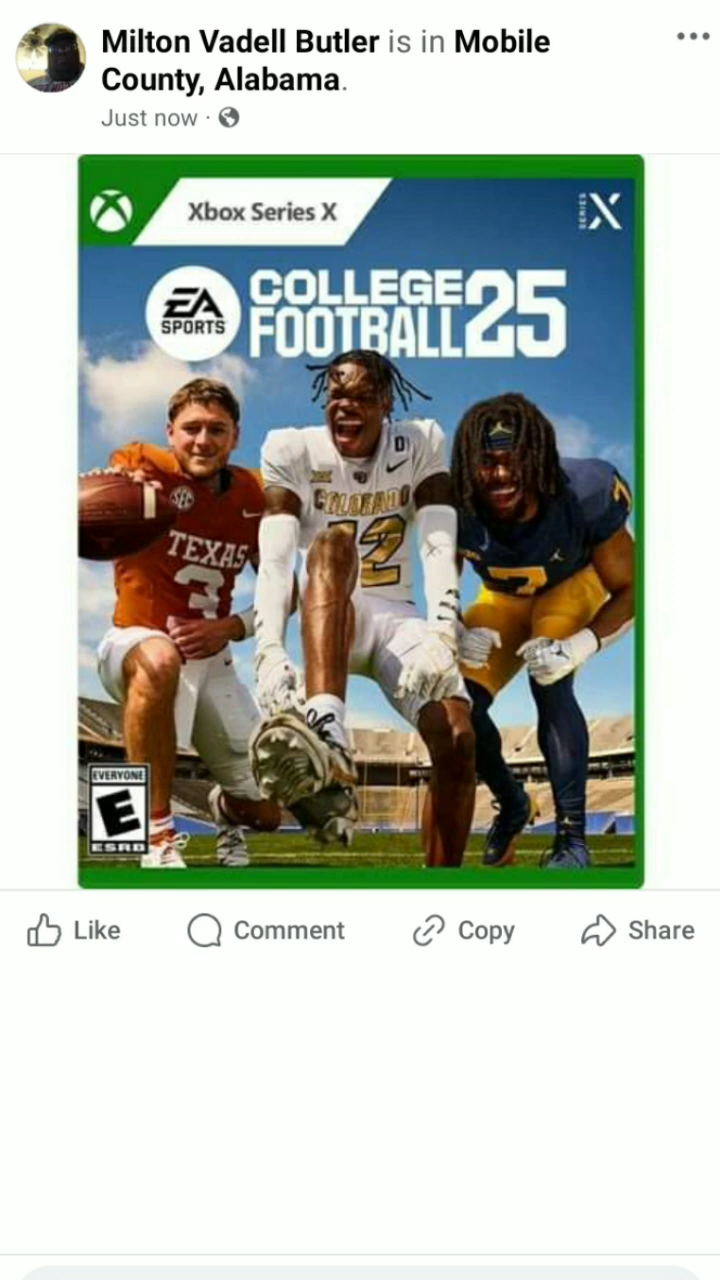 Milton Vadell Butler is in Mobile
County, Alabama.
Just now ·
Xbox Series X
SERIES X
EA
SPORTS
COLLEGE
FOOTBALL 25
SEC
TEXAS
3
COLORADO
12
7
EVERYONE
E
ESRB
Like
Comment
Copy
Share